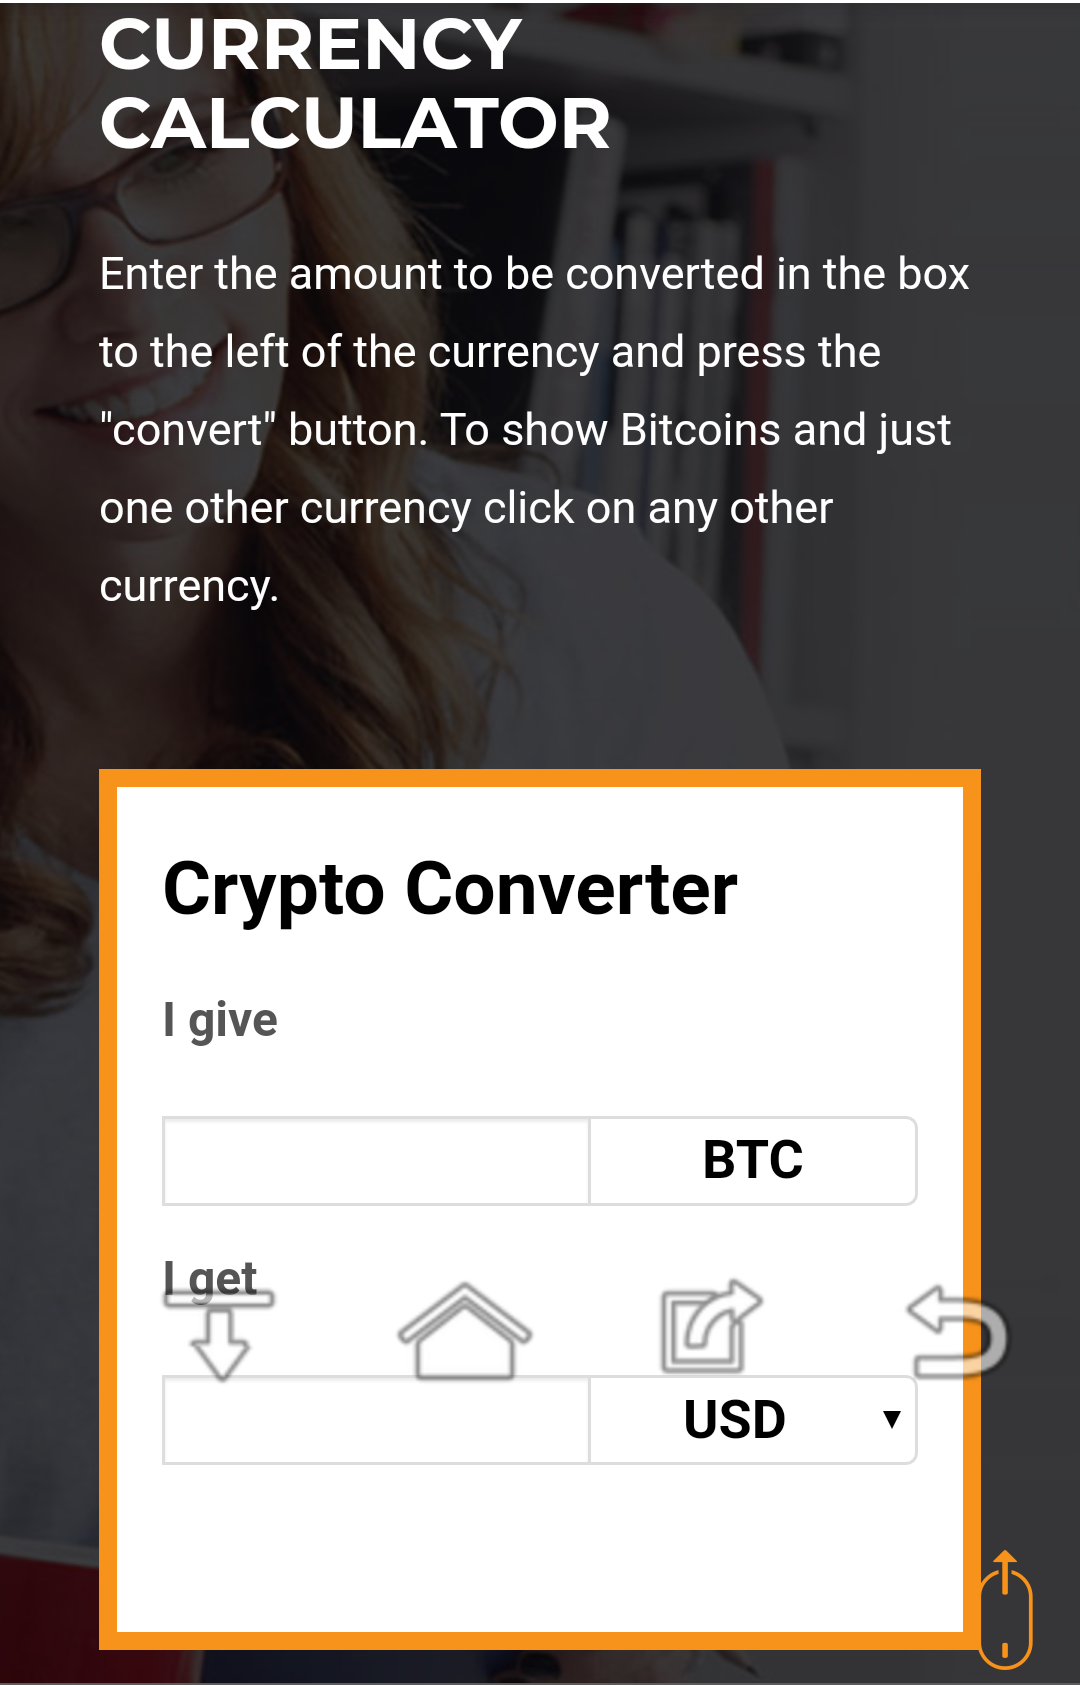 CURRENCY
CALCULATOR
Enter the amount to be converted in the box
to the left of the currency and press the
"convert" button. To show Bitcoins and just
one other currency click on any other
currency.
Crypto Converter
I give
BTC
I get
USD